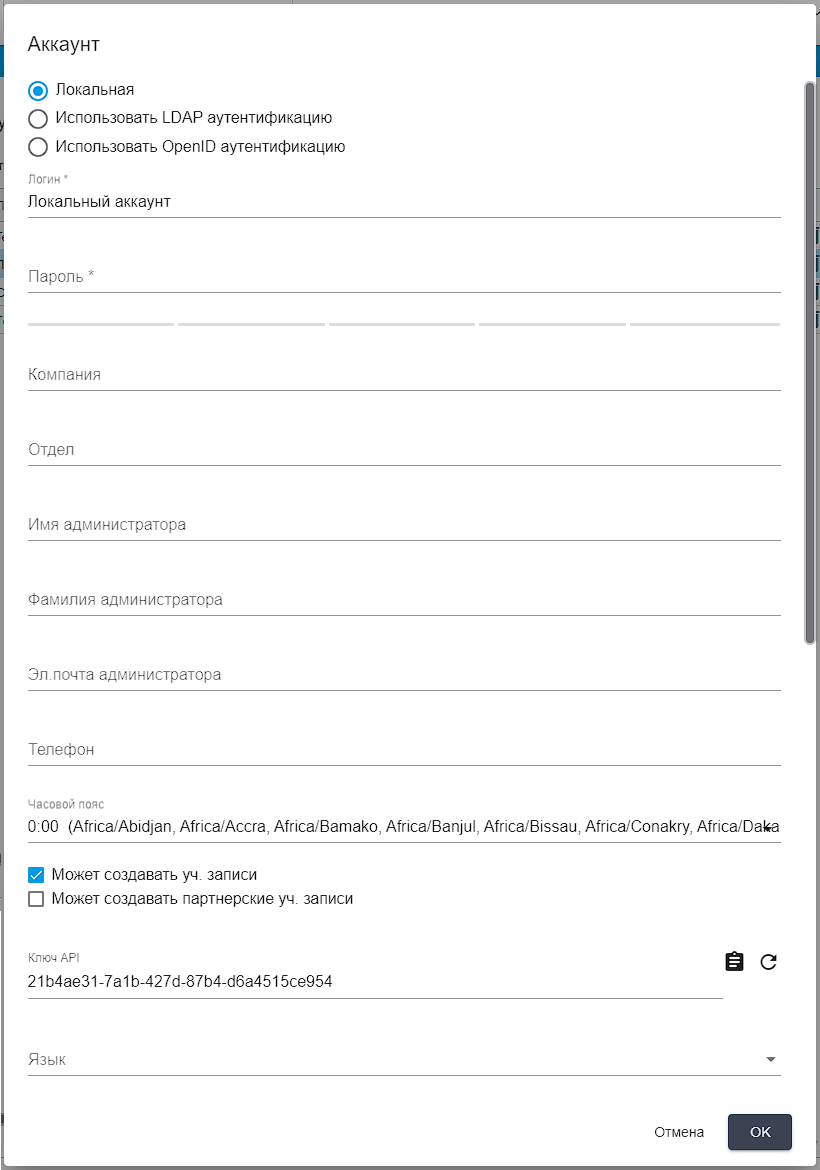 Аккаунт
Локальная
Использовать LDAP аутентификацию
Использовать OpenID аутентификацию
Логин *
Локальный аккаунт
Пароль *
Компания
Отдел
Имя администратора
Фамилия администратора
Эл.почта администратора
Телефон
Часовой пояс
0:00 (Africa/Abidjan, Africa/Accra, Africa/Bamako, Africa/Banjul, Africa/Bissau, Africa/Conakry, Africa/Daka
Может создавать уч. записи
Может создавать партнерские уч. записи
Ключ API
21b4ae31-7a1b-427d-87b4-d6a4515ce954
Язык
Отмена
OK